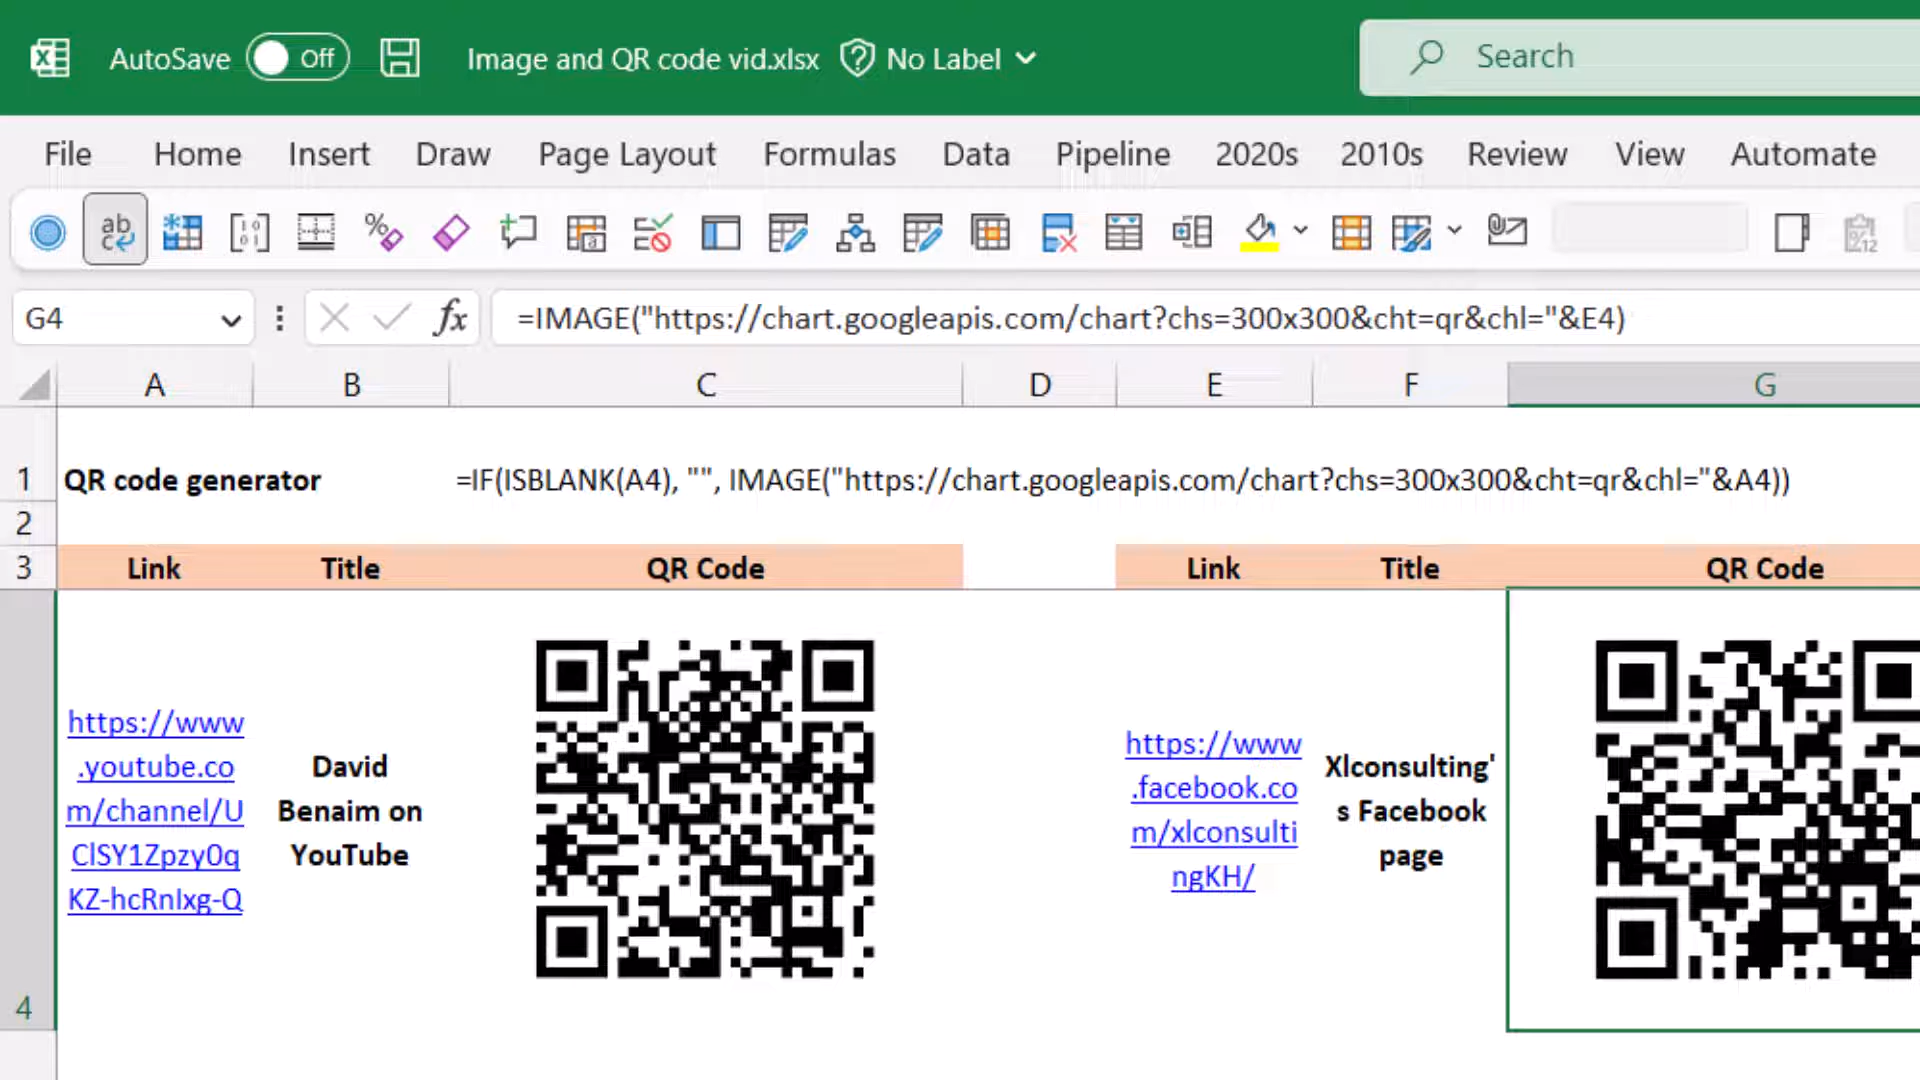 AutoSave Off Image and QR code vid.xlsx No Label Search
File Home Insert Draw Page Layout Formulas Data Pipeline 2020s 2010s Review View Automate
G4 fx =IMAGE("https://chart.googleapis.com/chart?chs=300x300&cht=qr&chl="&E4)
A B C D E F G
1 QR code generator =IF(ISBLANK(A4), "", IMAGE("https://chart.googleapis.com/chart?chs=300x300&cht=qr&chl="&A4))
2
3 Link Title QR Code Link Title QR Code
https://www
.youtube.co
m/channel/U
ClSY1Zpzy0q
KZ-hcRnIxg-Q
David
Benaim on
YouTube
https://www
.facebook.co
m/xlconsulti
ngKH/
Xlconsulting'
s Facebook
page
4